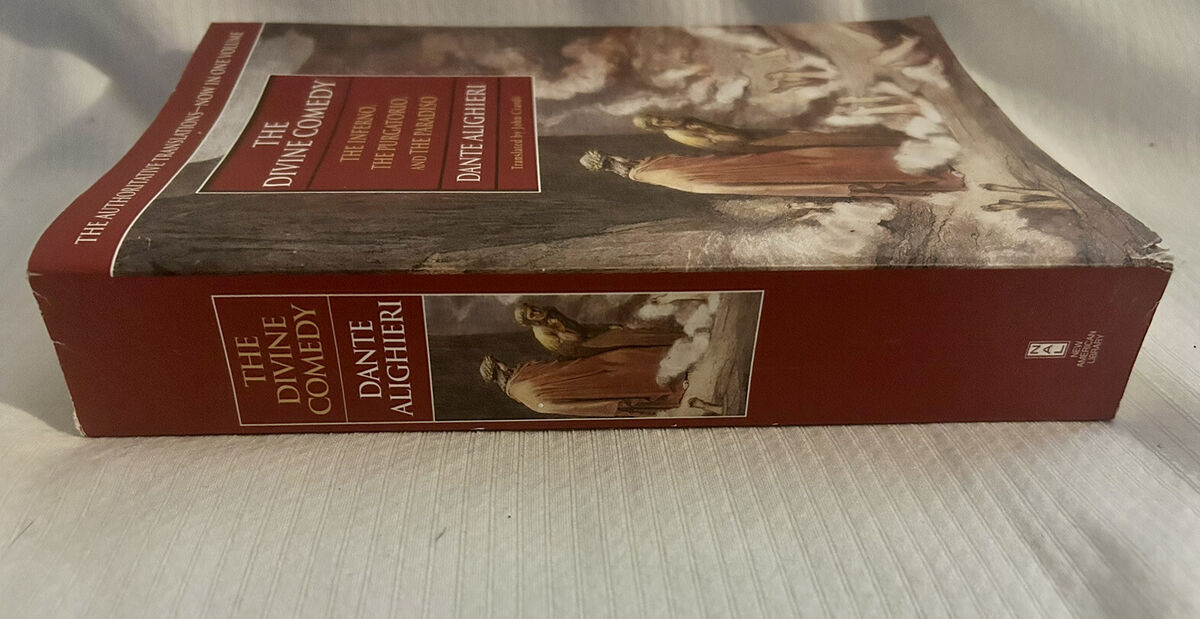 THE AUTHORITATIVE TRANSLATIONS—NOW IN ONE VOLUME
THE
DIVINE COMEDY
THE INFERNO,
THE PURGATORIO,
AND THE PARADISO
DANTE ALIGHIERI
Translated by John Ciardi
THE
DIVINE
COMEDY
DANTE
ALIGHIERI
NAL
NEW
AMERICAN
LIBRARY